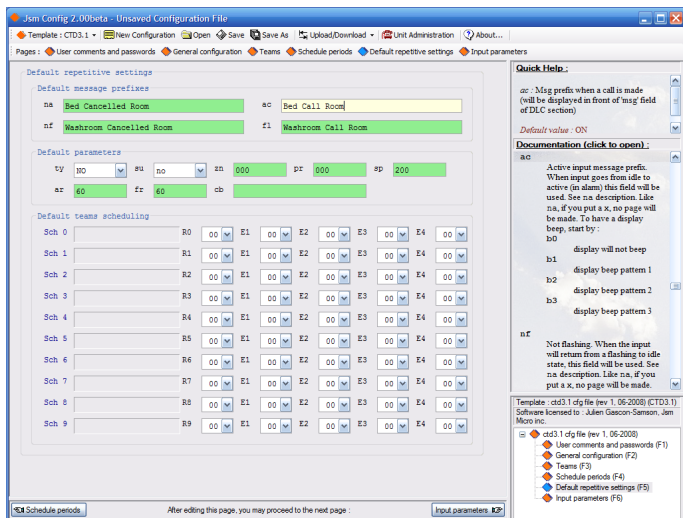 Jsm Config 2.00beta - Unsaved Configuration File
Template : CTD3.1 New Configuration Open Save Save As Upload/Download Unit Administration About...
Pages : User comments and passwords General configuration Teams Schedule periods Default repetitive settings Input parameters
Default repetitive settings
Default message prefixes
na Bed Cancelled Room ac Bed Call Room
nf Washroom Cancelled Room fl Washroom Call Room
Default parameters
ty NO su no zn 000 pr 000 sp 200
ar 60 fr 60 cb
Default teams scheduling
Sch 0 R0 00 E1 00 E2 00 E3 00 E4 00
Sch 1 R1 00 E1 00 E2 00 E3 00 E4 00
Sch 2 R2 00 E1 00 E2 00 E3 00 E4 00
Sch 3 R3 00 E1 00 E2 00 E3 00 E4 00
Sch 4 R4 00 E1 00 E2 00 E3 00 E4 00
Sch 5 R5 00 E1 00 E2 00 E3 00 E4 00
Sch 6 R6 00 E1 00 E2 00 E3 00 E4 00
Sch 7 R7 00 E1 00 E2 00 E3 00 E4 00
Sch 8 R8 00 E1 00 E2 00 E3 00 E4 00
Sch 9 R9 00 E1 00 E2 00 E3 00 E4 00
Schedule periods After editing this page, you may proceed to the next page : Input parameters
Quick Help :
ac : Msg prefix when a call is made
(will be displayed in front of 'msg' field
of DLC section)
Default value : ON
Documentation (click to open) :
ac
Active input message prefix.
When input goes from idle to
active (in alarm) this field will be
used. See na description. Like
na, if you put a x, no page will
be made. To have a display
beep, start by :
b0
display will not beep
b1
display beep pattern 1
b2
display beep pattern 2
b3
display beep pattern 3
nf
Not flashing. When the input
will return from a flashing to idle
state, this field will be used. See
na description. Like na, if you
put a x, no page will be made.
Template : ctd3.1 cfg file (rev 1, 06-2008) (CTD3.1)
Software licensed to : Julien Gascon-Samson, Jsm
Micro inc.
ctd3.1 cfg file (rev 1, 06-2008)
User comments and passwords (F1)
General configuration (F2)
Teams (F3)
Schedule periods (F4)
Default repetitive settings (F5)
Input parameters (F6)